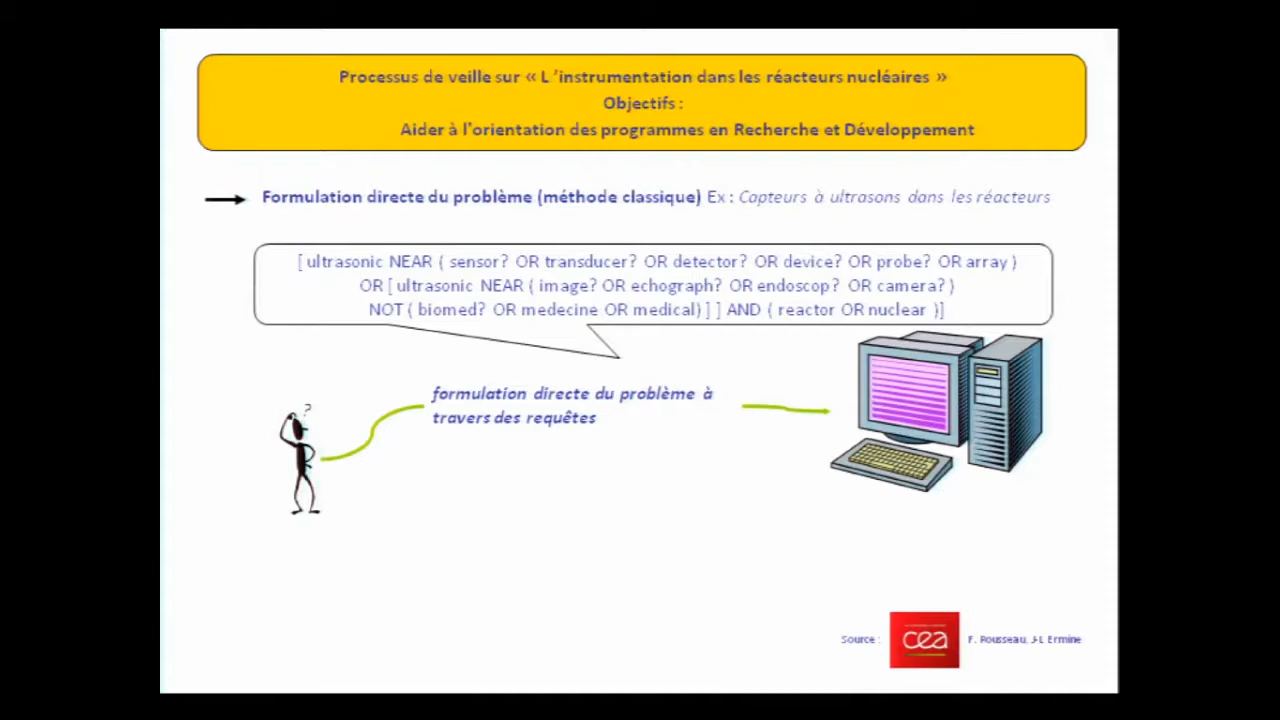 Processus de veille sur « L ’instrumentation dans les réacteurs nucléaires »
Objectifs :
Aider à l'orientation des programmes en Recherche et Développement
Formulation directe du problème (méthode classique) Ex : Capteurs à ultrasons dans les réacteurs
[ ultrasonic NEAR ( sensor? OR transducer? OR detector? OR device? OR probe? OR array )
OR [ ultrasonic NEAR ( image? OR echograph? OR endoscop? OR camera? )
NOT ( biomed? OR medecine OR medical) ] ] AND ( reactor OR nuclear )]
formulation directe du problème à
travers des requêtes
?
Source : cea F. Rousseau, J-L Ermine